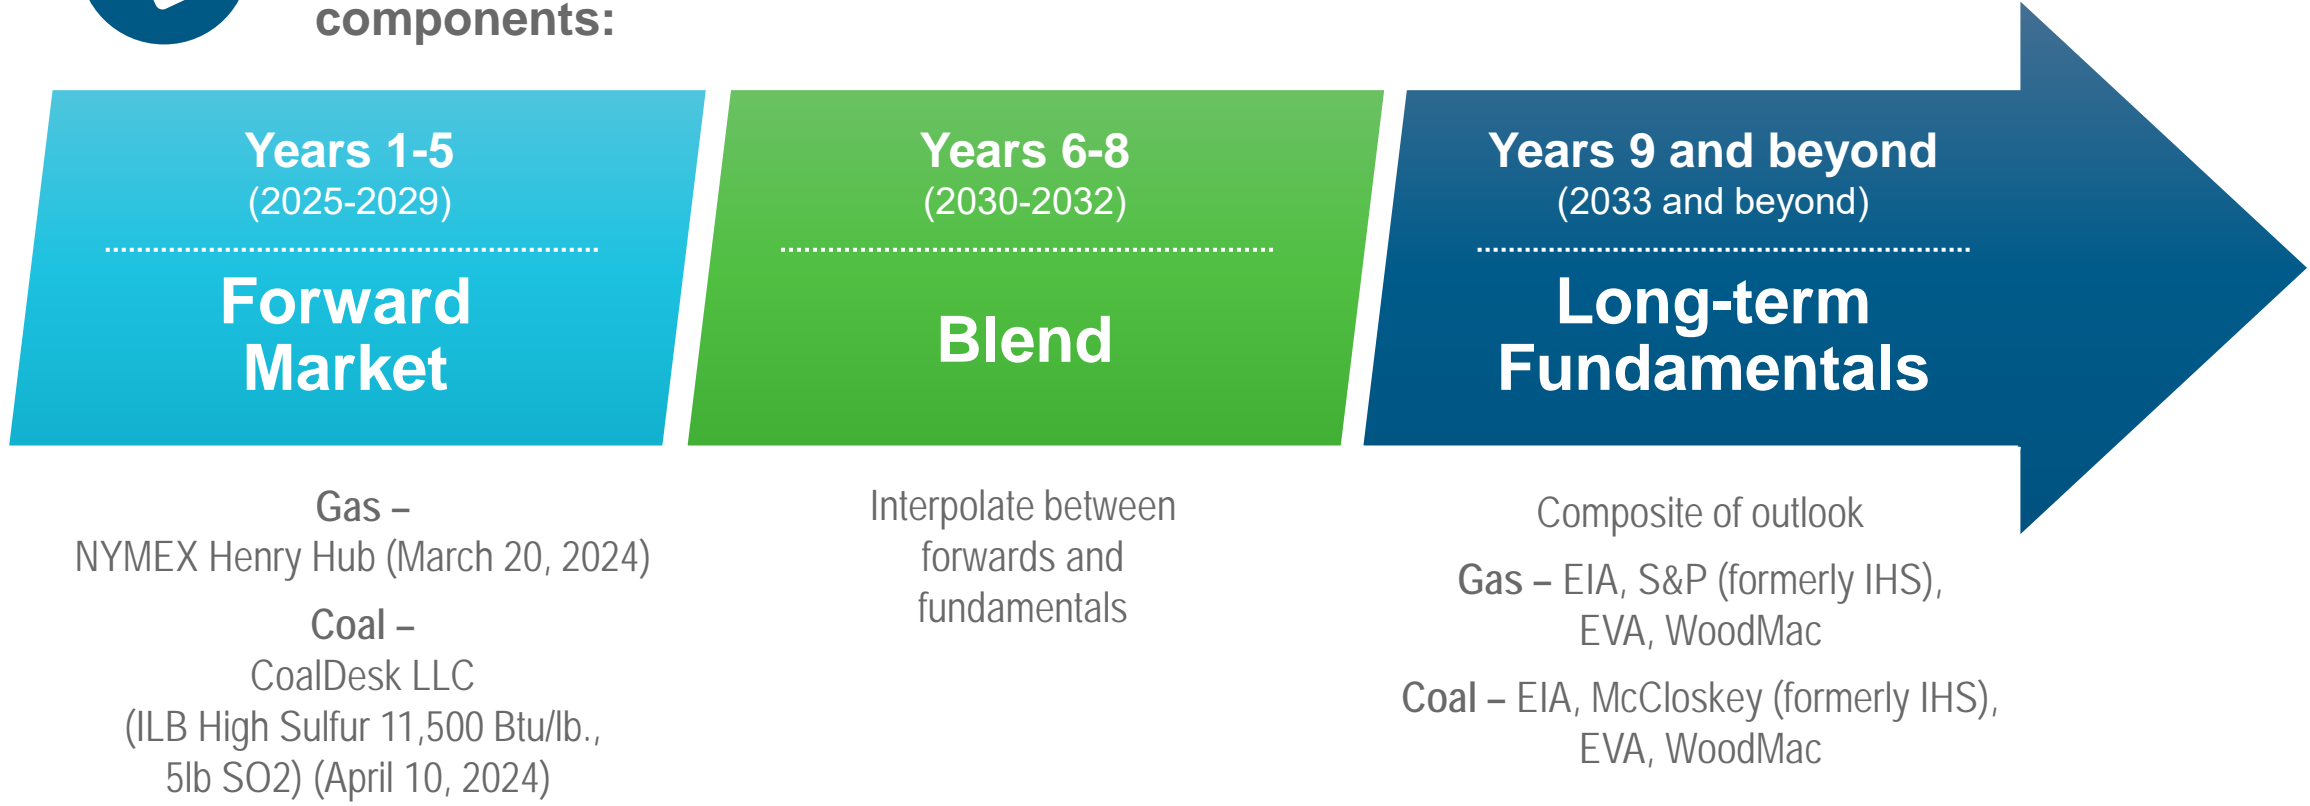 components:
Years 1-5
(2025-2029)
Forward
Market
Gas –
NYMEX Henry Hub (March 20, 2024)
Coal –
CoalDesk LLC
(ILB High Sulfur 11,500 Btu/lb.,
5lb SO2) (April 10, 2024)
Years 6-8
(2030-2032)
Blend
Interpolate between
forwards and
fundamentals
Years 9 and beyond
(2033 and beyond)
Long-term
Fundamentals
Composite of outlook
Gas – EIA, S&P (formerly IHS),
EVA, WoodMac
Coal – EIA, McCloskey (formerly IHS),
EVA, WoodMac